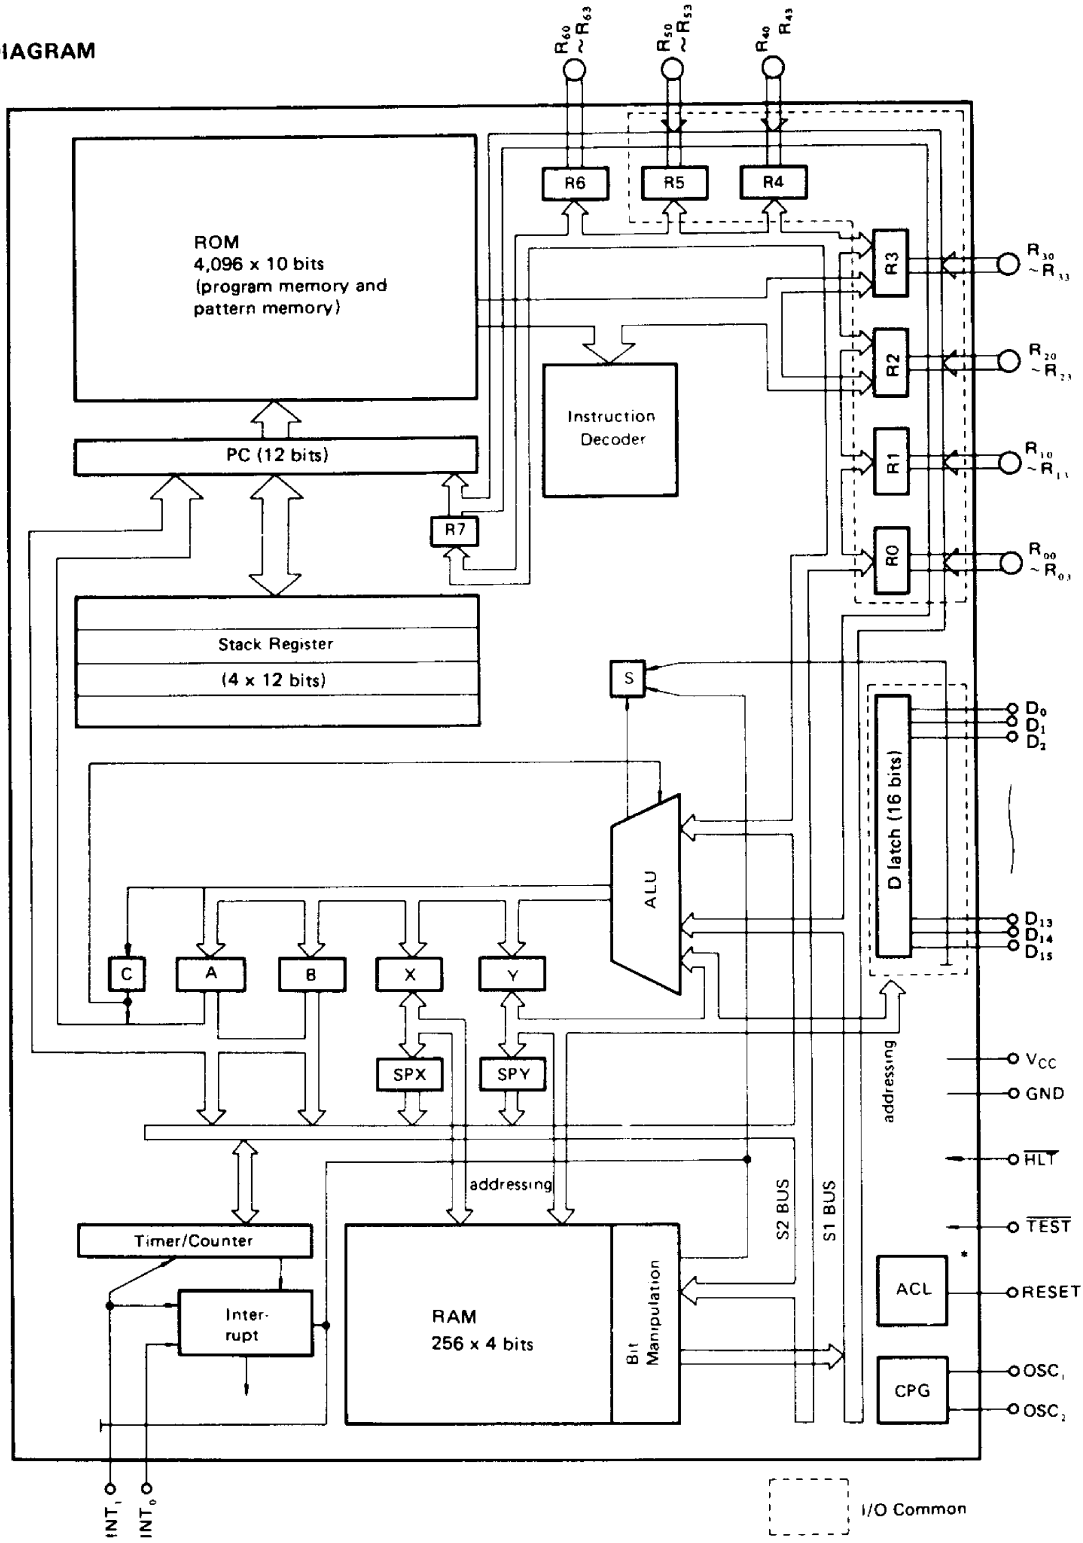 IAGRAM
R60 ~ R63
R50 ~ R53
R40 R43
ROM
4,096 x 10 bits
(program memory and
pattern memory)
R6
R5
R4
R3
R30
~ R33
R2
R20
~ R23
Instruction
Decoder
PC (12 bits)
R1
R10
~ R13
R7
R0
R00
~ R03
Stack Register
(4 x 12 bits)
S
D latch (16 bits)
D0
D1
D2
ALU
D13
D14
D15
C
A
B
X
Y
SPX
SPY
addressing
VCC
GND
HLT
addressing
S2 BUS
S1 BUS
TEST
Timer/Counter
Inter-
rupt
RAM
256 x 4 bits
Bit
Manipulation
*
ACL
RESET
CPG
OSC1
OSC2
INT1
INT0
I/O Common